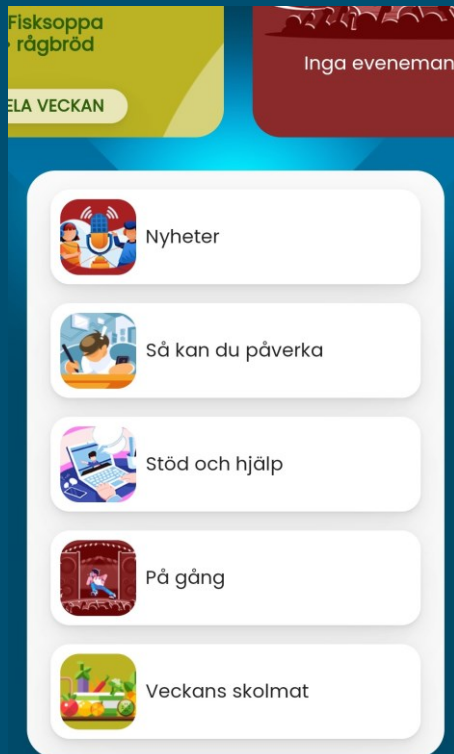 Fisksoppa
rågbröd
ELA VECKAN
Inga eveneman
Nyheter
Så kan du påverka
Stöd och hjälp
På gång
Veckans skolmat